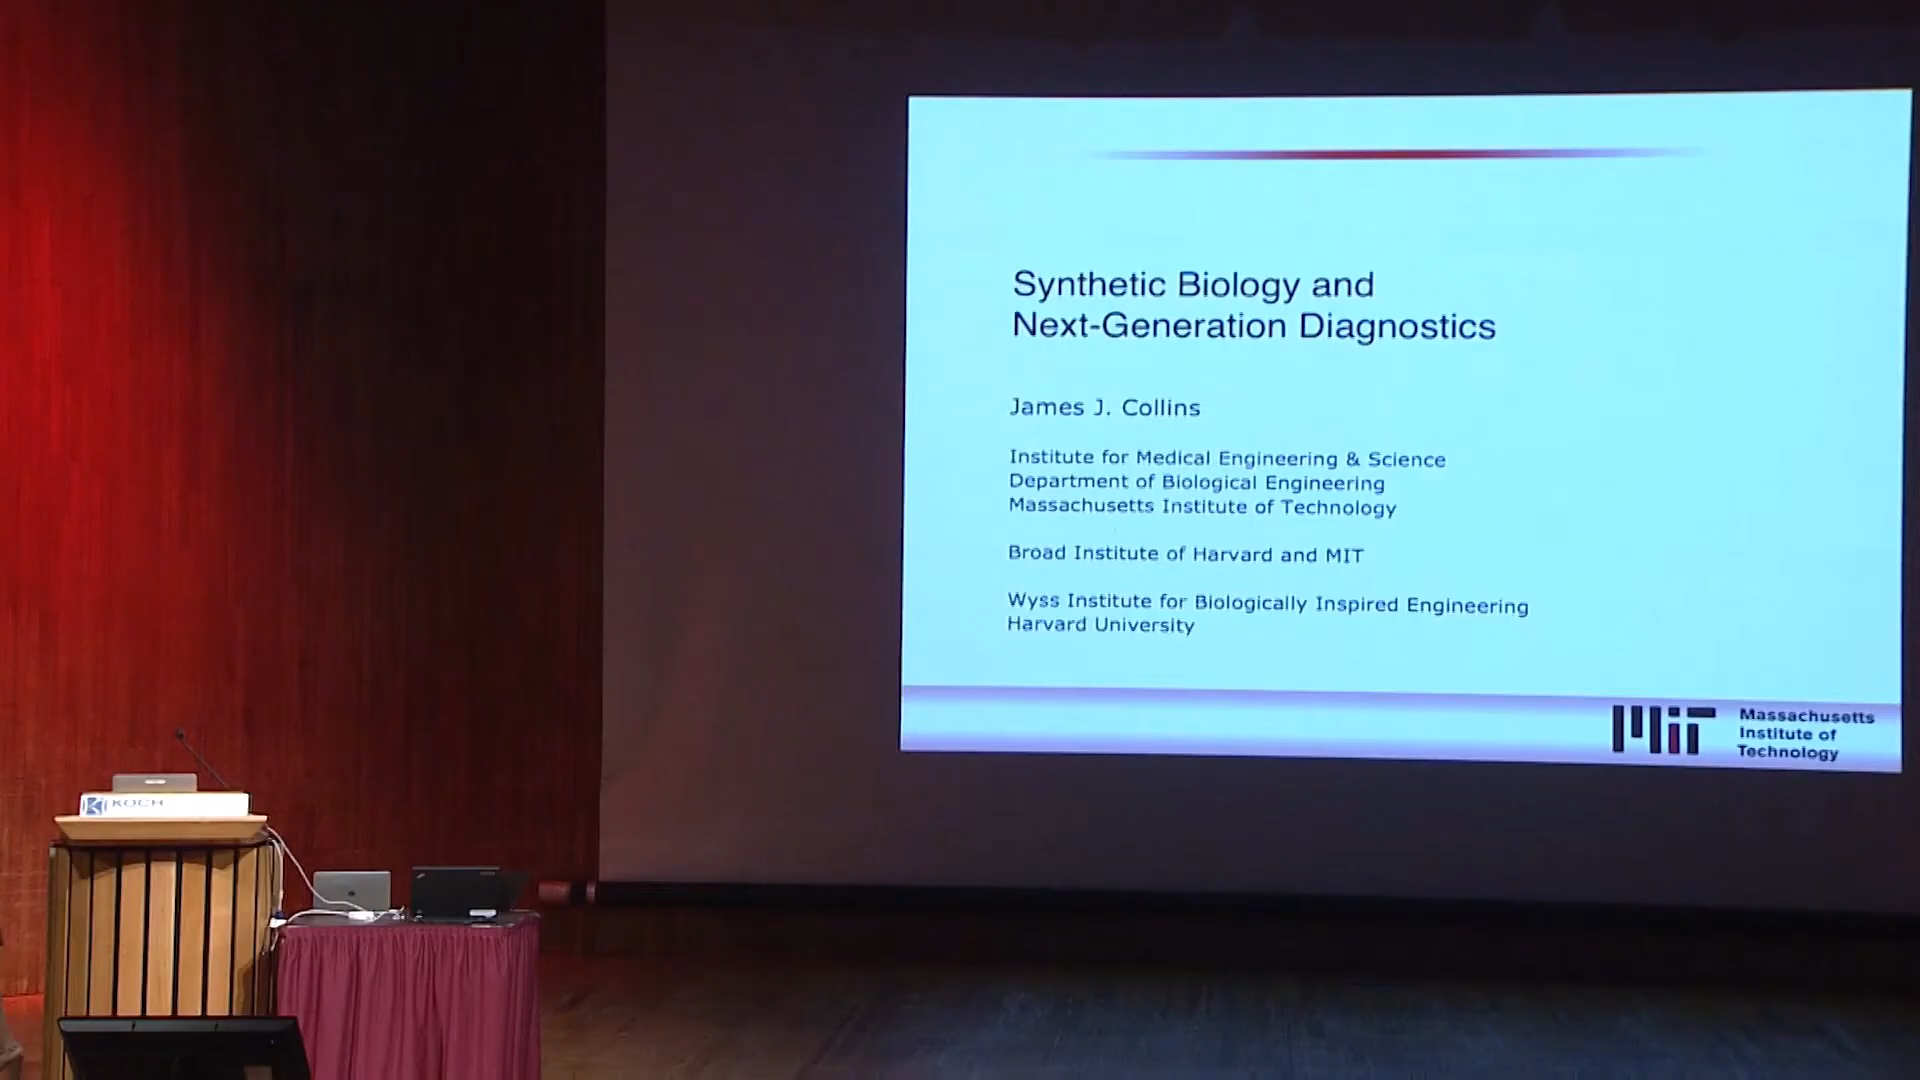 Synthetic Biology and
Next-Generation Diagnostics
James J. Collins
Institute for Medical Engineering & Science
Department of Biological Engineering
Massachusetts Institute of Technology
Broad Institute of Harvard and MIT
Wyss Institute for Biologically Inspired Engineering
Harvard University
MIT
Massachusetts
Institute of
Technology
KOCH